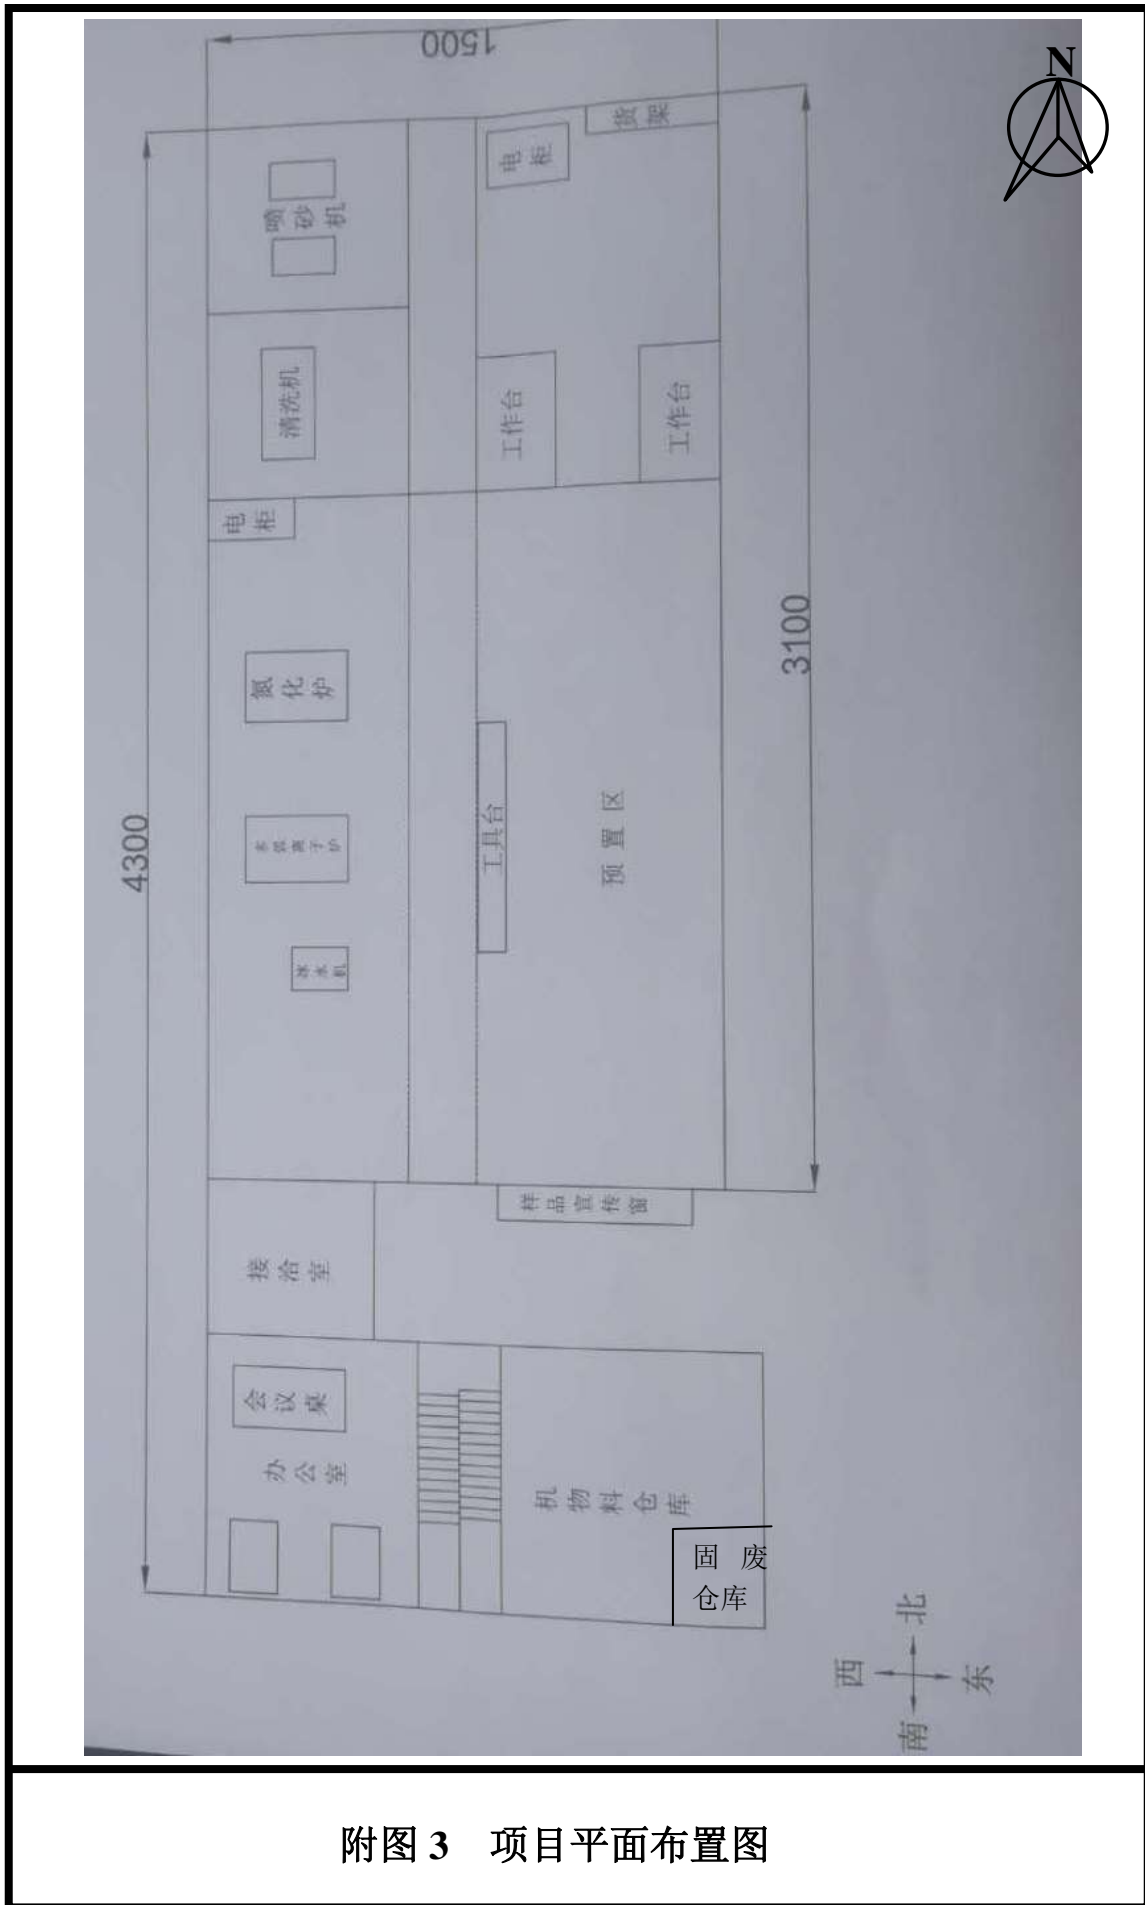 1500
N
货架
电柜
喷砂机
3100
4300
清洗机
工作台
工作台
电柜
氮化炉
工具台
预置区
冰水机
样品宣传窗
接洽室
会议桌
办公室
机物料仓库
固 废
仓库
北
西
东
南
附图 3 项目平面布置图